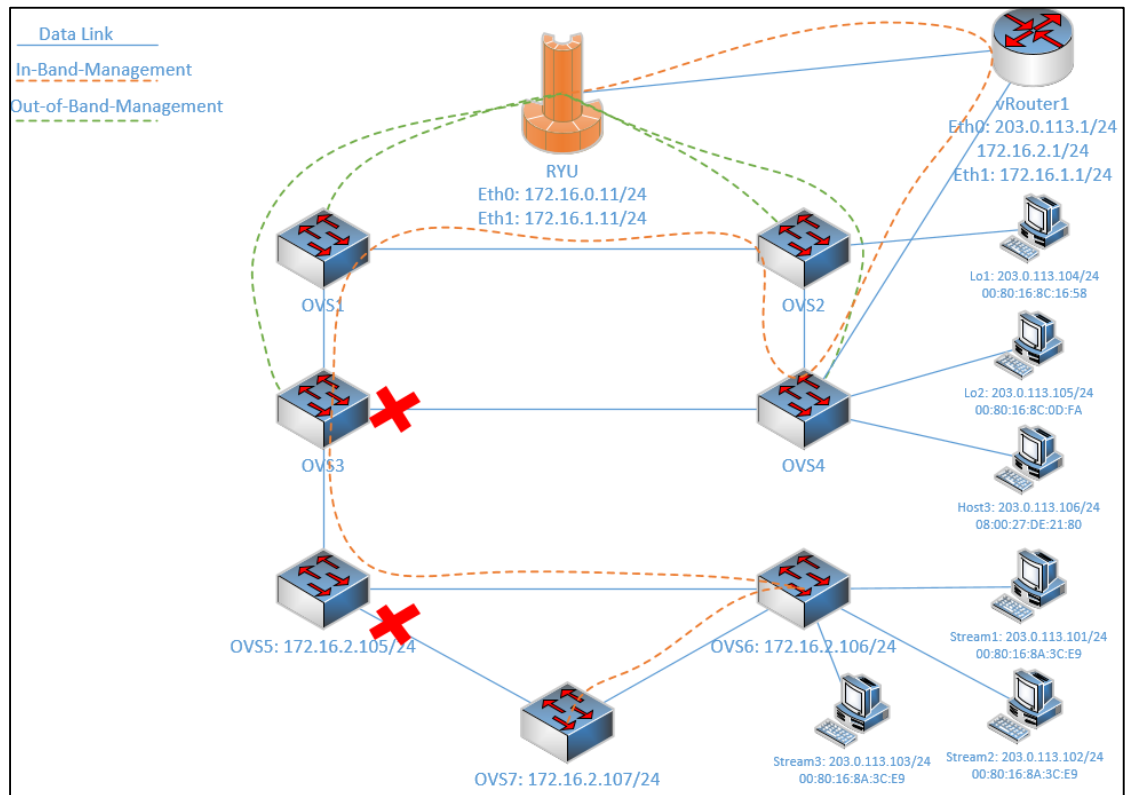 Data Link
In-Band-Management
Out-of-Band-Management
RYU
Eth0: 172.16.0.11/24
Eth1: 172.16.1.11/24
vRouter1
Eth0: 203.0.113.1/24
172.16.2.1/24
Eth1: 172.16.1.1/24
OVS1
OVS2
Lo1: 203.0.113.104/24
00:80:16:8C:16:58
Lo2: 203.0.113.105/24
00:80:16:8C:0D:FA
OVS3
OVS4
Host3: 203.0.113.106/24
08:00:27:DE:21:80
OVS5: 172.16.2.105/24
OVS6: 172.16.2.106/24
Stream1: 203.0.113.101/24
00:80:16:8A:3C:E9
OVS7: 172.16.2.107/24
Stream3: 203.0.113.103/24
00:80:16:8A:3C:E9
Stream2: 203.0.113.102/24
00:80:16:8A:3C:E9